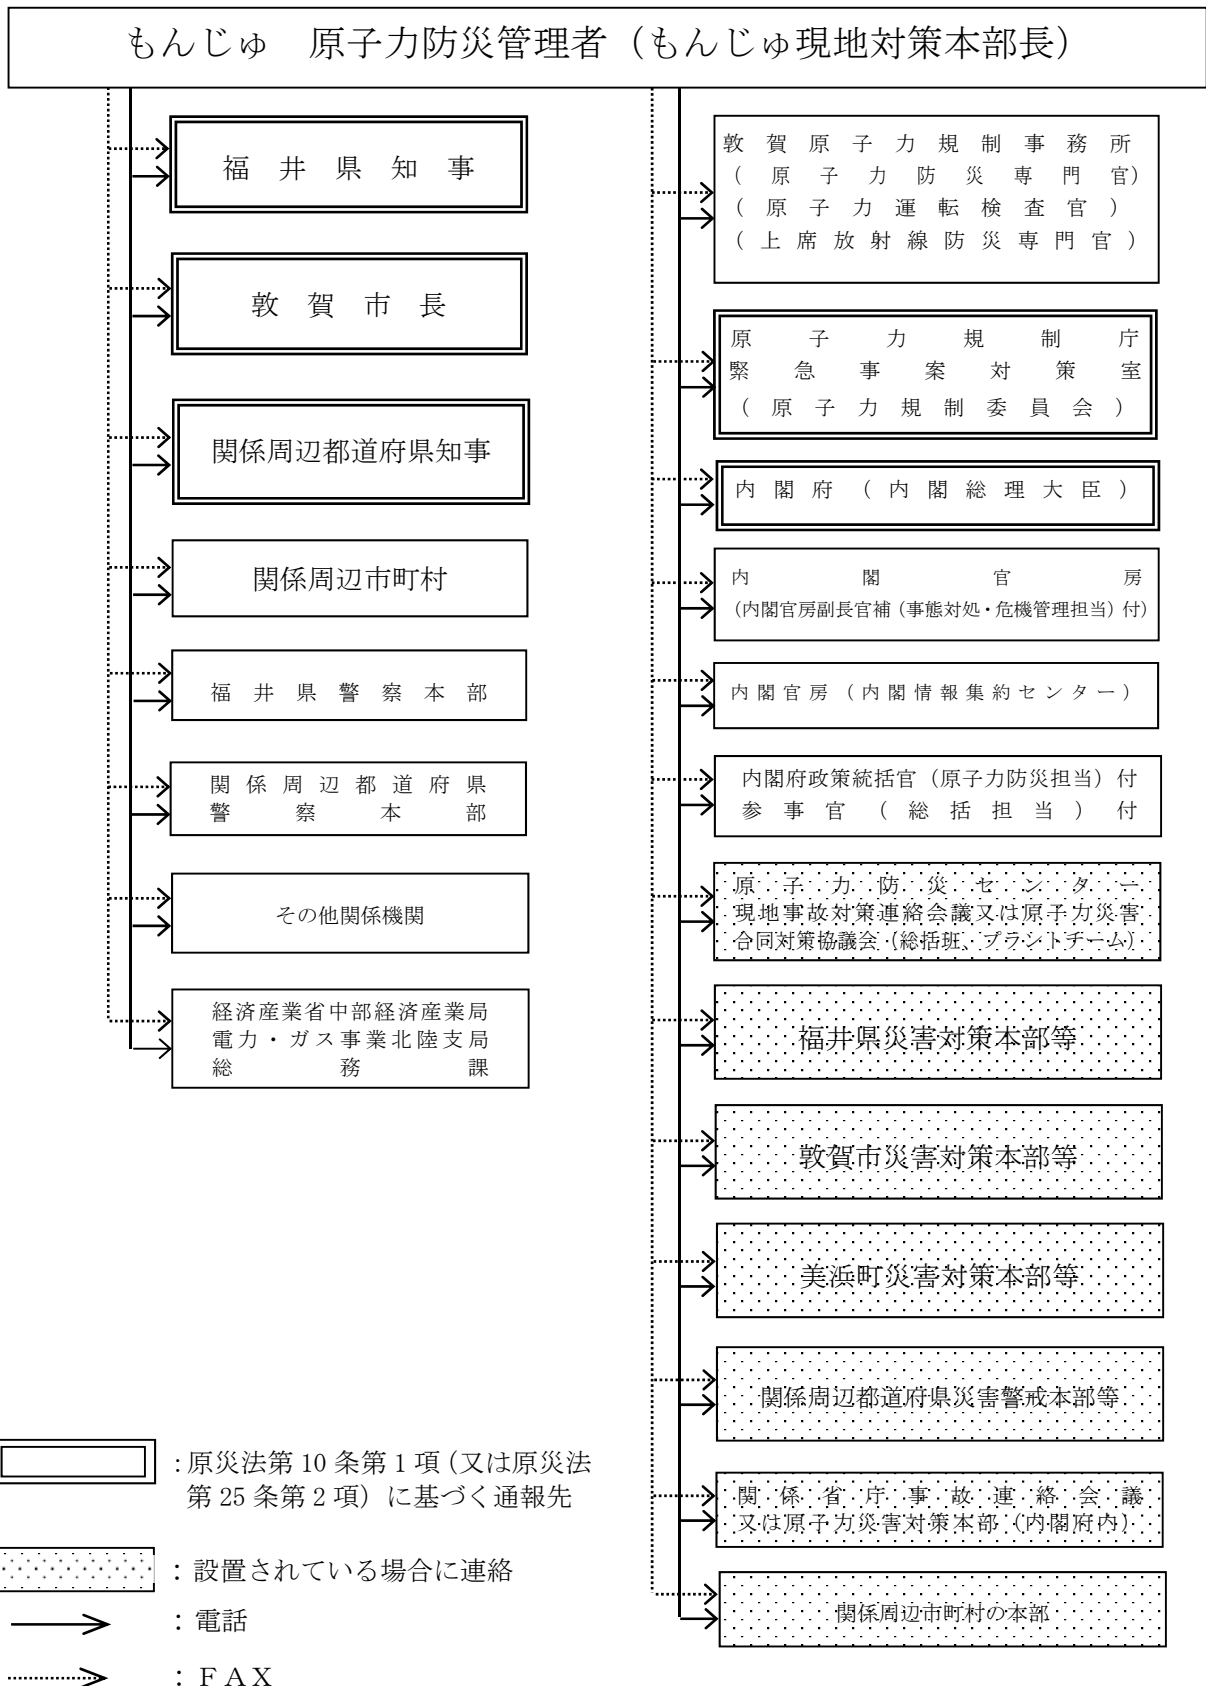 もんじゅ　原子力防災管理者（もんじゅ現地対策本部長）
福井県知事
敦賀市長
関係周辺都道府県知事
関係周辺市町村
福井県警察本部
関係周辺都道府県
警察本部
その他関係機関
経済産業省中部経済産業局
電力・ガス事業北陸支局
総務課
敦賀原子力規制事務所
（原子力防災専門官）
（原子力運転検査官）
（上席放射線防災専門官）
原子力規制庁
緊急事案対策室
（原子力規制委員会）
内閣府（内閣総理大臣）
内閣官房
（内閣官房副長官補（事態対処・危機管理担当）付）
内閣官房（内閣情報集約センター）
内閣府政策統括官（原子力防災担当）付
参事官（総括担当）付
原子力防災センター
現地事故対策連絡会議又は原子力災害
合同対策協議会（総括班、プラントチーム）
福井県災害対策本部等
敦賀市災害対策本部等
美浜町災害対策本部等
関係周辺都道府県災害警戒本部等
関係省庁事故連絡会議
又は原子力災害対策本部（内閣府内）
関係周辺市町村の本部
：原災法第10条第1項（又は原災法
第25条第2項）に基づく通報先
：設置されている場合に連絡
：電話
：ＦＡＸ